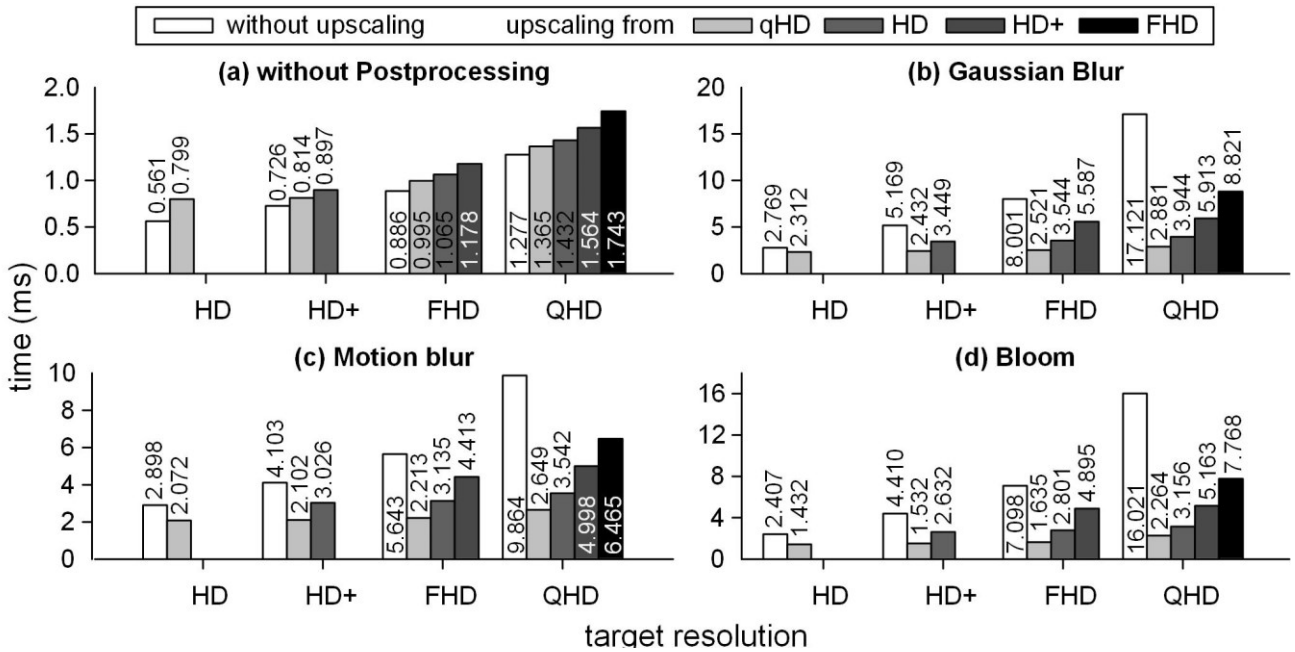 without upscaling upscaling from qHD HD HD+ FHD
(a) without Postprocessing
2.0
1.5
1.0
0.5
0.0
0.561 0.799
0.726 0.814 0.897
0.886 0.995 1.065 1.178
1.277 1.365 1.432 1.564 1.743
HD HD+ FHD QHD
(b) Gaussian Blur
20
15
10
5
0
2.769 2.312
5.169 2.432 3.449
8.001 2.521 3.544 5.587
17.121 2.881 3.944 5.913 8.821
HD HD+ FHD QHD
time (ms)
(c) Motion blur
10
8
6
4
2
0
2.898 2.072
4.103 2.102 3.026
5.643 2.213 3.135 4.413
9.864 2.649 3.542 4.998 6.465
HD HD+ FHD QHD
(d) Bloom
16
12
8
4
0
2.407 1.432
4.410 1.532 2.632
7.098 1.635 2.801 4.895
16.021 2.264 3.156 5.163 7.768
HD HD+ FHD QHD
target resolution